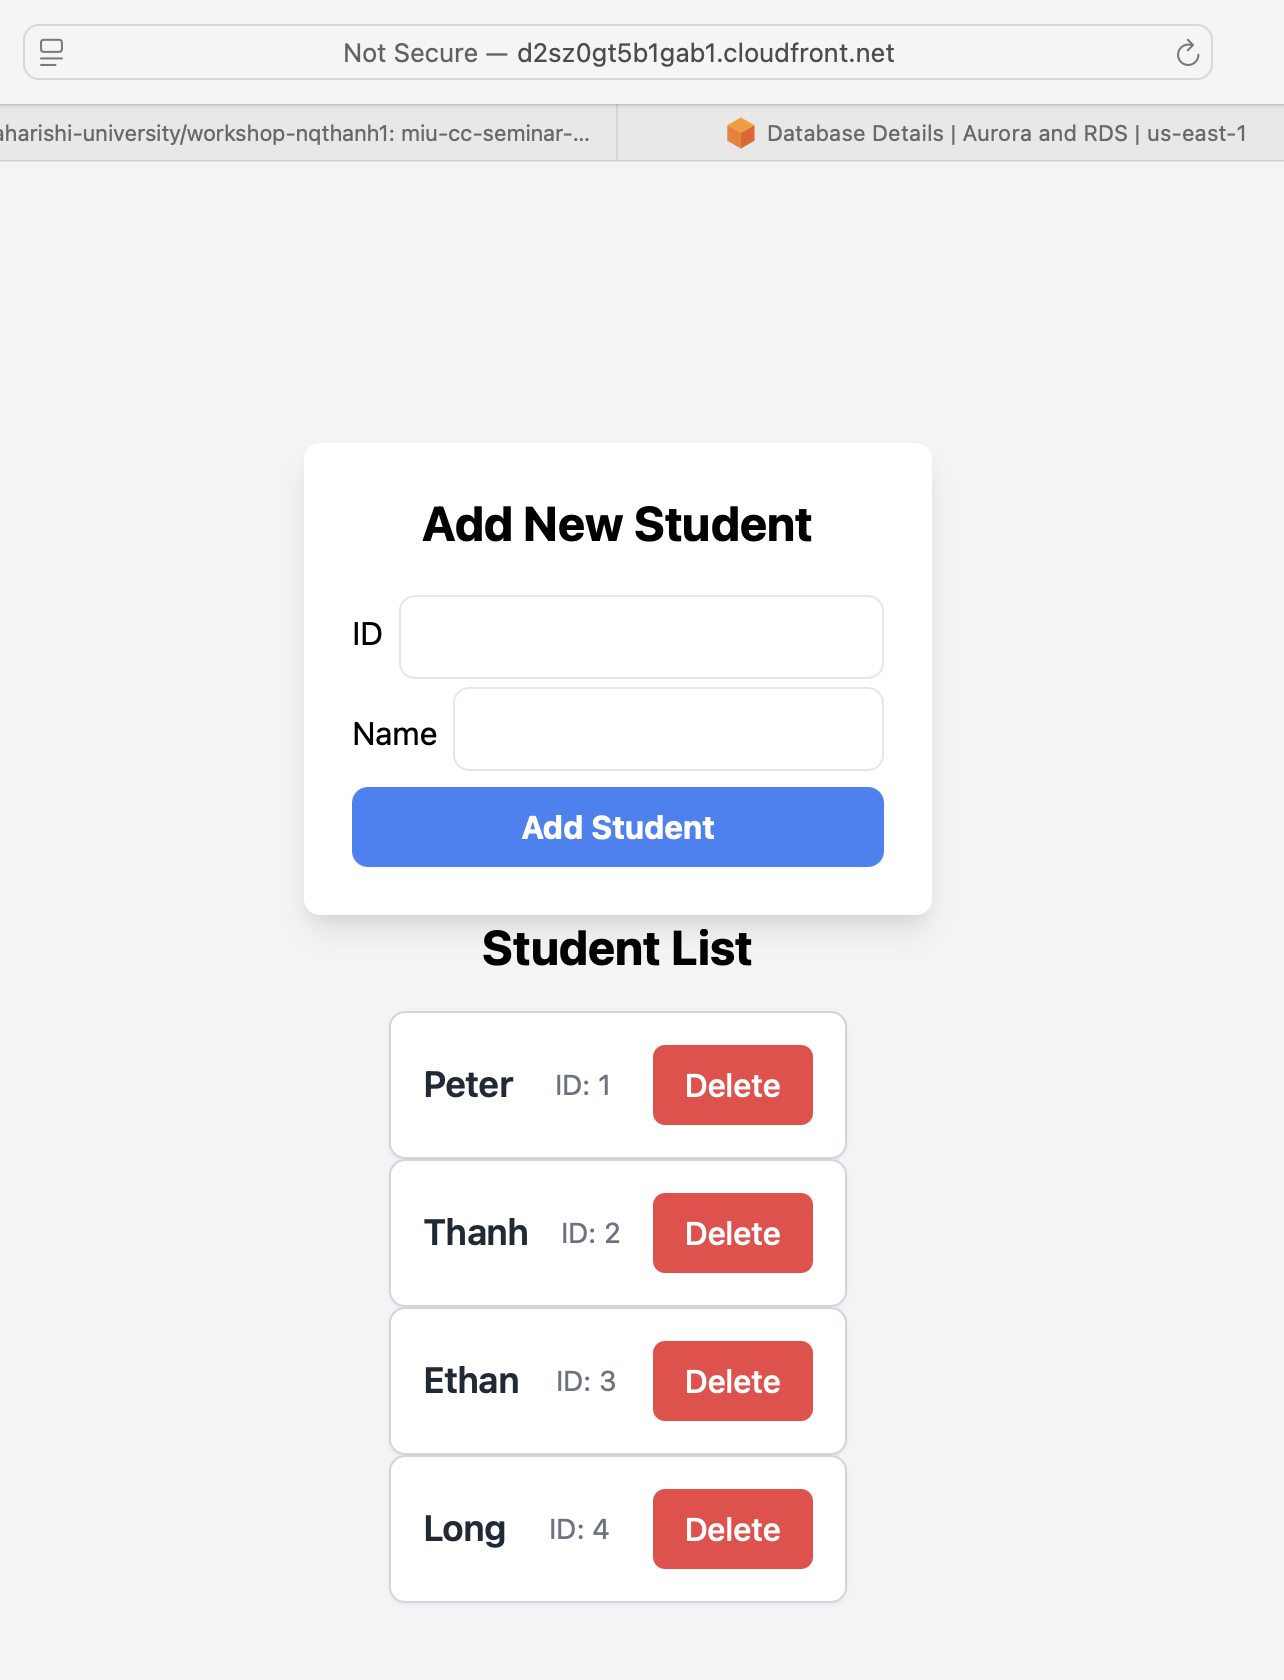 Not Secure — d2sz0gt5b1gab1.cloudfront.net
aharishi-university/workshop-nqthanh1: miu-cc-seminar-...
Database Details | Aurora and RDS | us-east-1
Add New Student
ID
Name
Add Student
Student List
Peter ID: 1 Delete
Thanh ID: 2 Delete
Ethan ID: 3 Delete
Long ID: 4 Delete